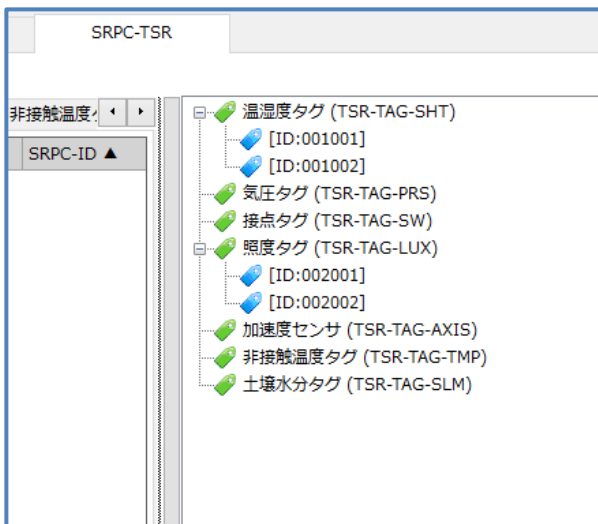 SRPC-TSR
非接触温度
SRPC-ID ▲
温湿度タグ (TSR-TAG-SHT)
[ID:001001]
[ID:001002]
気圧タグ (TSR-TAG-PRS)
接点タグ (TSR-TAG-SW)
照度タグ (TSR-TAG-LUX)
[ID:002001]
[ID:002002]
加速度センサ (TSR-TAG-AXIS)
非接触温度タグ (TSR-TAG-TMP)
土壌水分タグ (TSR-TAG-SLM)